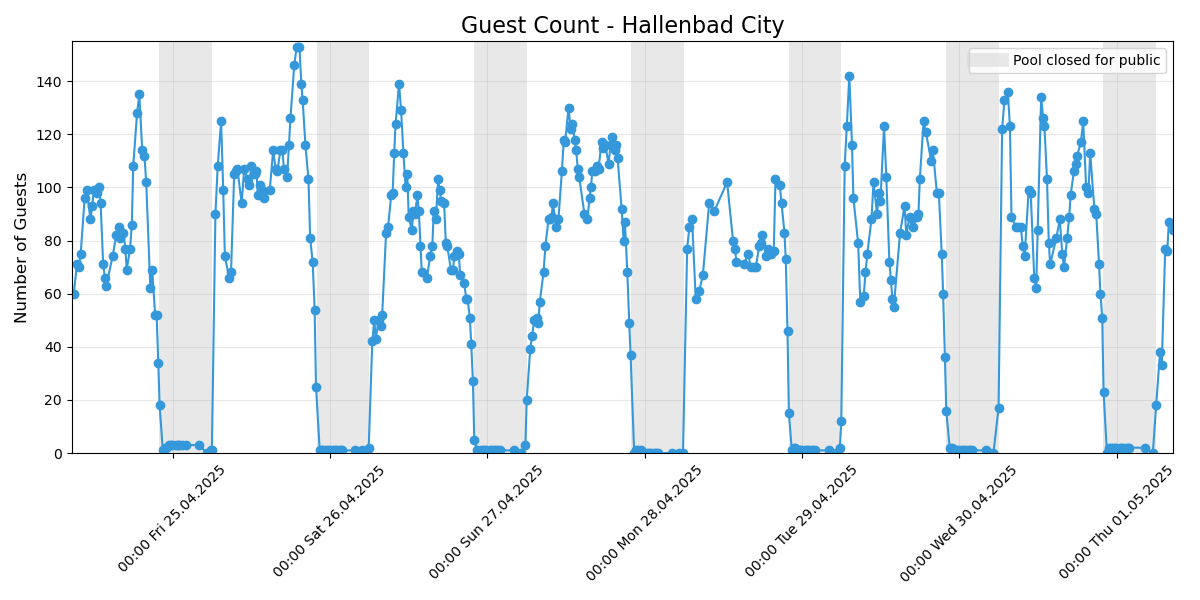 Guest Count - Hallenbad City
Pool closed for public
Number of Guests
140
120
100
80
60
40
20
0
00:00 Fri 25.04.2025
00:00 Sat 26.04.2025
00:00 Sun 27.04.2025
00:00 Mon 28.04.2025
00:00 Tue 29.04.2025
00:00 Wed 30.04.2025
00:00 Thu 01.05.2025